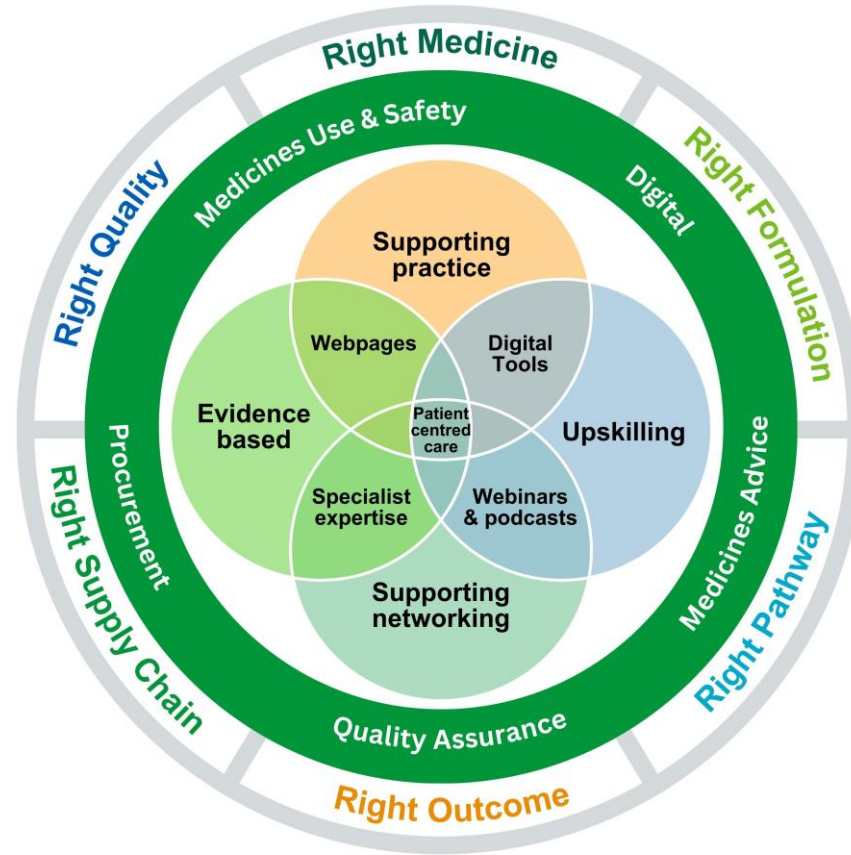 Right Medicine
Right Formulation
Right Pathway
Right Outcome
Right Supply Chain
Right Quality
Medicines Use & Safety
Digital
Medicines Advice
Quality Assurance
Procurement
Supporting
practice
Webpages
Digital
Tools
Evidence
based
Patient
centred
care
Upskilling
Specialist
expertise
Webinars
& podcasts
Supporting
networking